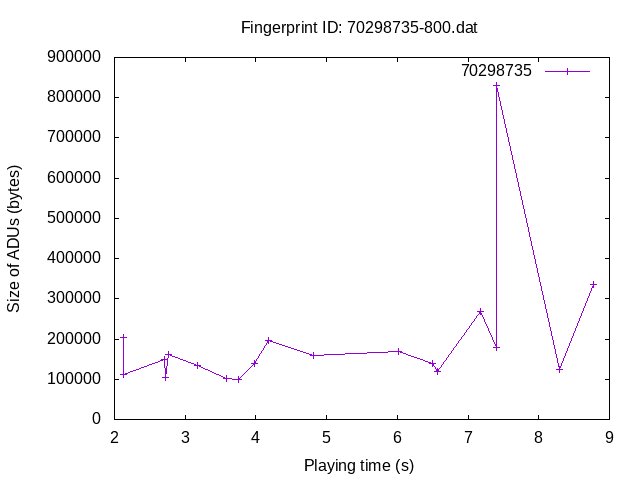 Fingerprint ID: 70298735-800.dat
900000
800000
700000
600000
500000
400000
300000
200000
100000
0
70298735
Size of ADUs (bytes)
2 3 4 5 6 7 8 9
Playing time (s)